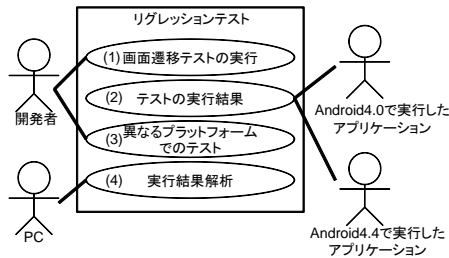 リグレッションテスト
(1)画面遷移テストの実行
(2) テストの実行結果
(3)異なるプラットフォーム
でのテスト
(4) 実行結果解析
開発者
PC
Android4.0で実行した
アプリケーション
Android4.4で実行した
アプリケーション